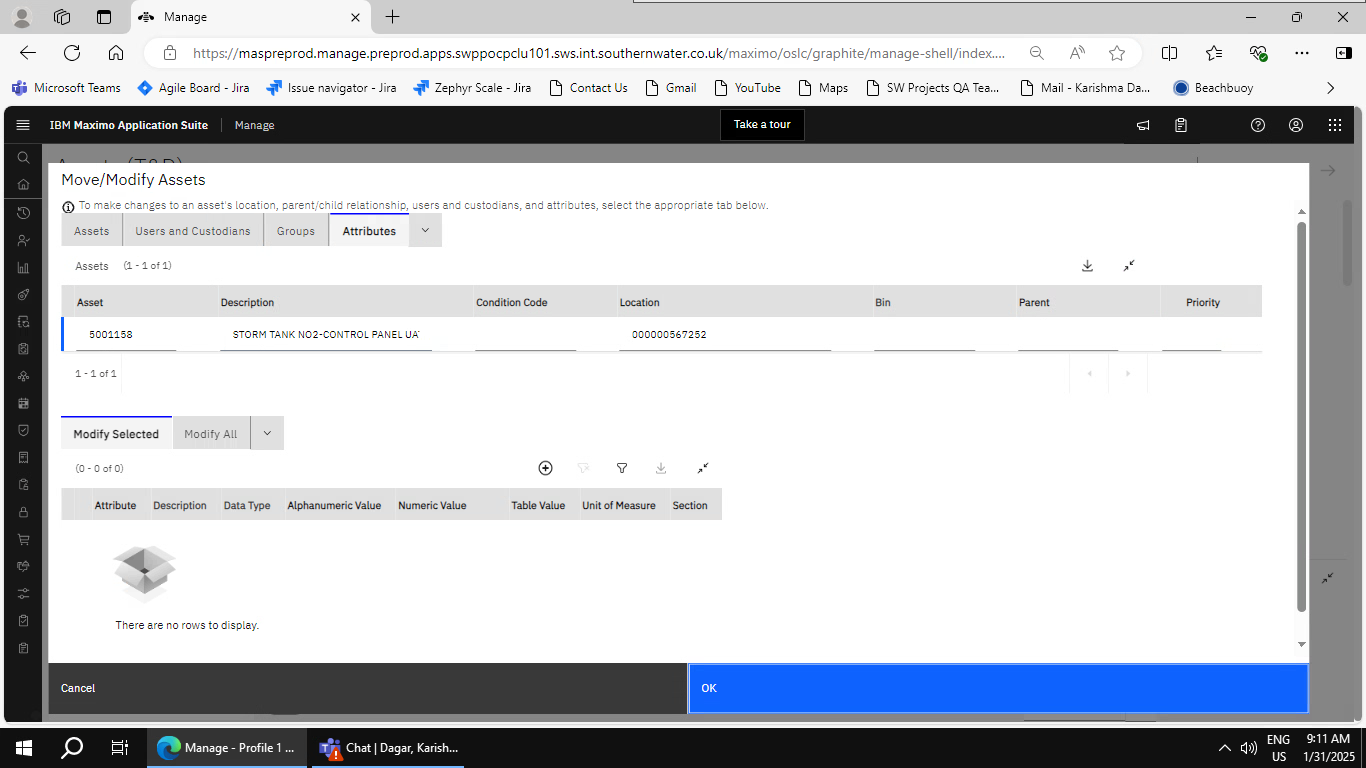 Manage
https://maspreprod.manage.preprod.apps.swppocpclu101.sws.int.southernwater.co.uk/maximo/oslc/graphite/manage-shell/index....
Microsoft Teams
Agile Board - Jira
Issue navigator - Jira
Zephyr Scale - Jira
Contact Us
Gmail
YouTube
Maps
SW Projects QA Tea...
Mail - Karishma Da...
Beachbuoy
IBM Maximo Application Suite
Manage
Take a tour
Move/Modify Assets
To make changes to an asset's location, parent/child relationship, users and custodians, and attributes, select the appropriate tab below.
Assets
Users and Custodians
Groups
Attributes
Assets (1 - 1 of 1)
Asset Description Condition Code Location Bin Parent Priority
5001158 STORM TANK NO2-CONTROL PANEL UA 000000567252
1 - 1 of 1
Modify Selected
Modify All
(0 - 0 of 0)
Attribute Description Data Type Alphanumeric Value Numeric Value Table Value Unit of Measure Section
There are no rows to display.
Cancel
OK
Manage - Profile 1 ...
Chat | Dagar, Karish...
ENG
US
9:11 AM
1/31/2025